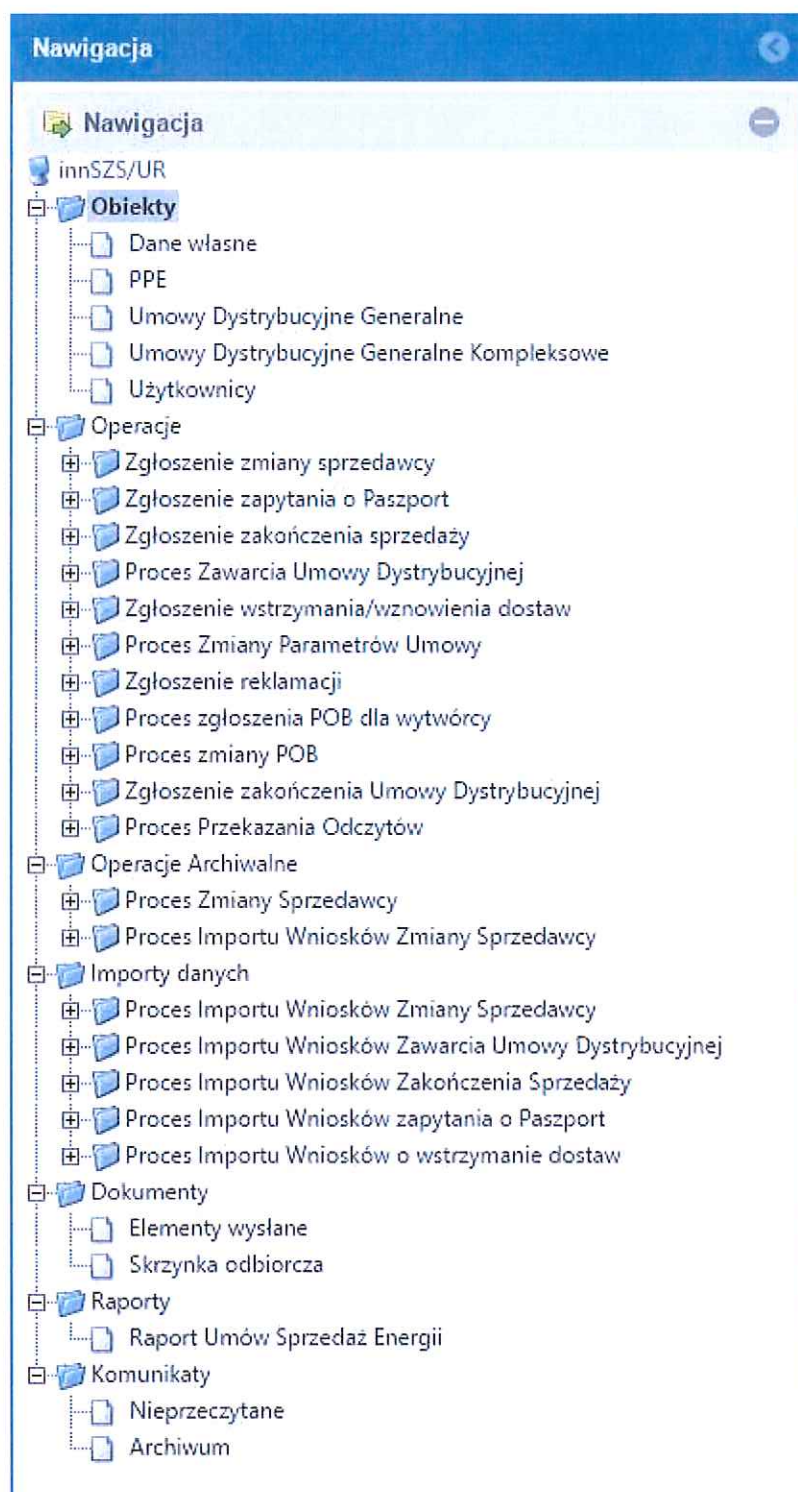 Nawigacja
Nawigacja
innSZS/UR
Obiekty
Dane własne
PPE
Umowy Dystrybucyjne Generalne
Umowy Dystrybucyjne Generalne Kompleksowe
Użytkownicy
Operacje
Zgłoszenie zmiany sprzedawcy
Zgłoszenie zapytania o Paszport
Zgłoszenie zakończenia sprzedaży
Proces Zawarcia Umowy Dystrybucyjnej
Zgłoszenie wstrzymania/wznowienia dostaw
Proces Zmiany Parametrów Umowy
Zgłoszenie reklamacji
Proces zgłoszenia POB dla wytwórcy
Proces zmiany POB
Zgłoszenie zakończenia Umowy Dystrybucyjnej
Proces Przekazania Odczytów
Operacje Archiwalne
Proces Zmiany Sprzedawcy
Proces Importu Wniosków Zmiany Sprzedawcy
Importy danych
Proces Importu Wniosków Zmiany Sprzedawcy
Proces Importu Wniosków Zawarcia Umowy Dystrybucyjnej
Proces Importu Wniosków Zakończenia Sprzedaży
Proces Importu Wniosków zapytania o Paszport
Proces Importu Wniosków o wstrzymanie dostaw
Dokumenty
Elementy wysłane
Skrzynka odbiorcza
Raporty
Raport Umów Sprzedaż Energii
Komunikaty
Nieprzeczytane
Archiwum